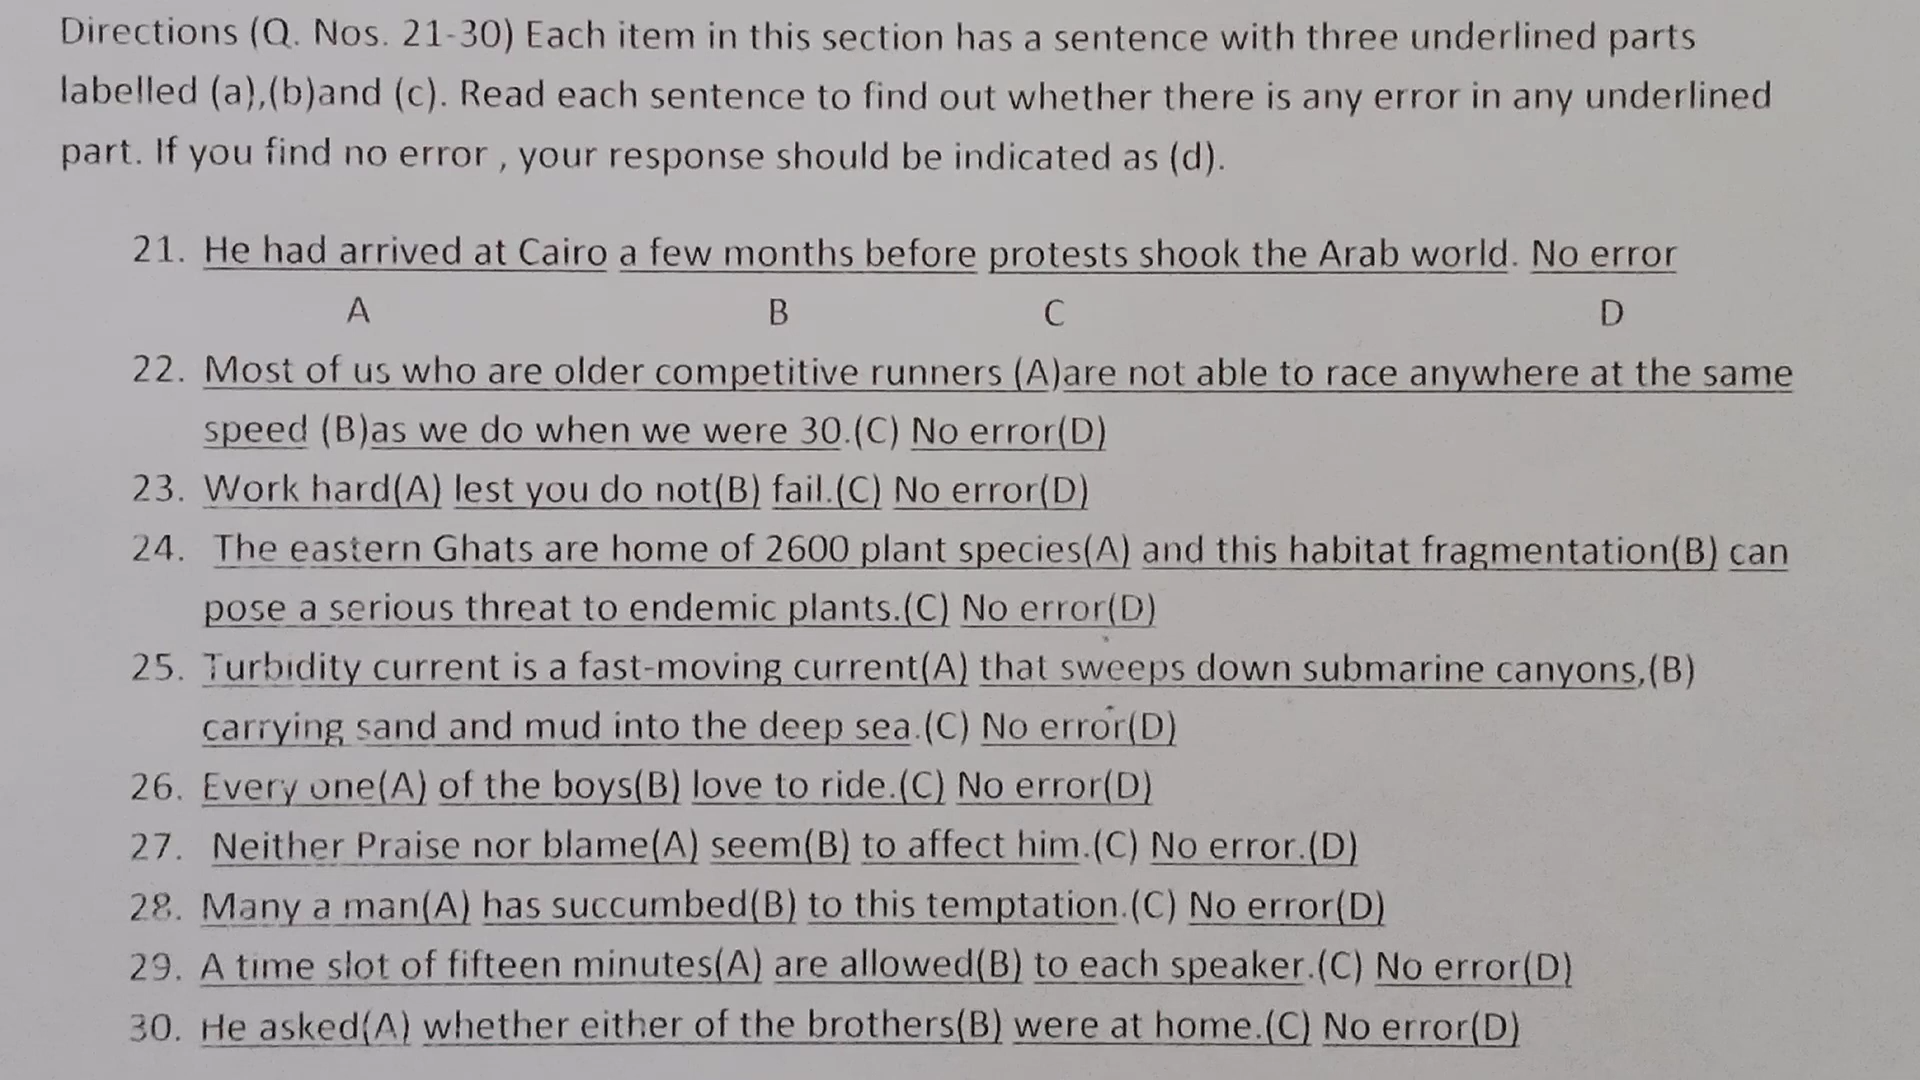 Directions (Q. Nos. 21-30) Each item in this section has a sentence with three underlined parts
labelled (a),(b)and (c). Read each sentence to find out whether there is any error in any underlined
part. If you find no error , your response should be indicated as (d).
21. He had arrived at Cairo a few months before protests shook the Arab world. No error
A B C D
22. Most of us who are older competitive runners (A)are not able to race anywhere at the same
speed (B)as we do when we were 30.(C) No error(D)
23. Work hard(A) lest you do not(B) fail.(C) No error(D)
24. The eastern Ghats are home of 2600 plant species(A) and this habitat fragmentation(B) can
pose a serious threat to endemic plants.(C) No error(D)
25. Turbidity current is a fast-moving current(A) that sweeps down submarine canyons,(B)
carrying sand and mud into the deep sea.(C) No error(D)
26. Every one(A) of the boys(B) love to ride.(C) No error(D)
27. Neither Praise nor blame(A) seem(B) to affect him.(C) No error.(D)
28. Many a man(A) has succumbed(B) to this temptation.(C) No error(D)
29. A time slot of fifteen minutes(A) are allowed(B) to each speaker.(C) No error(D)
30. He asked(A) whether either of the brothers(B) were at home.(C) No error(D)